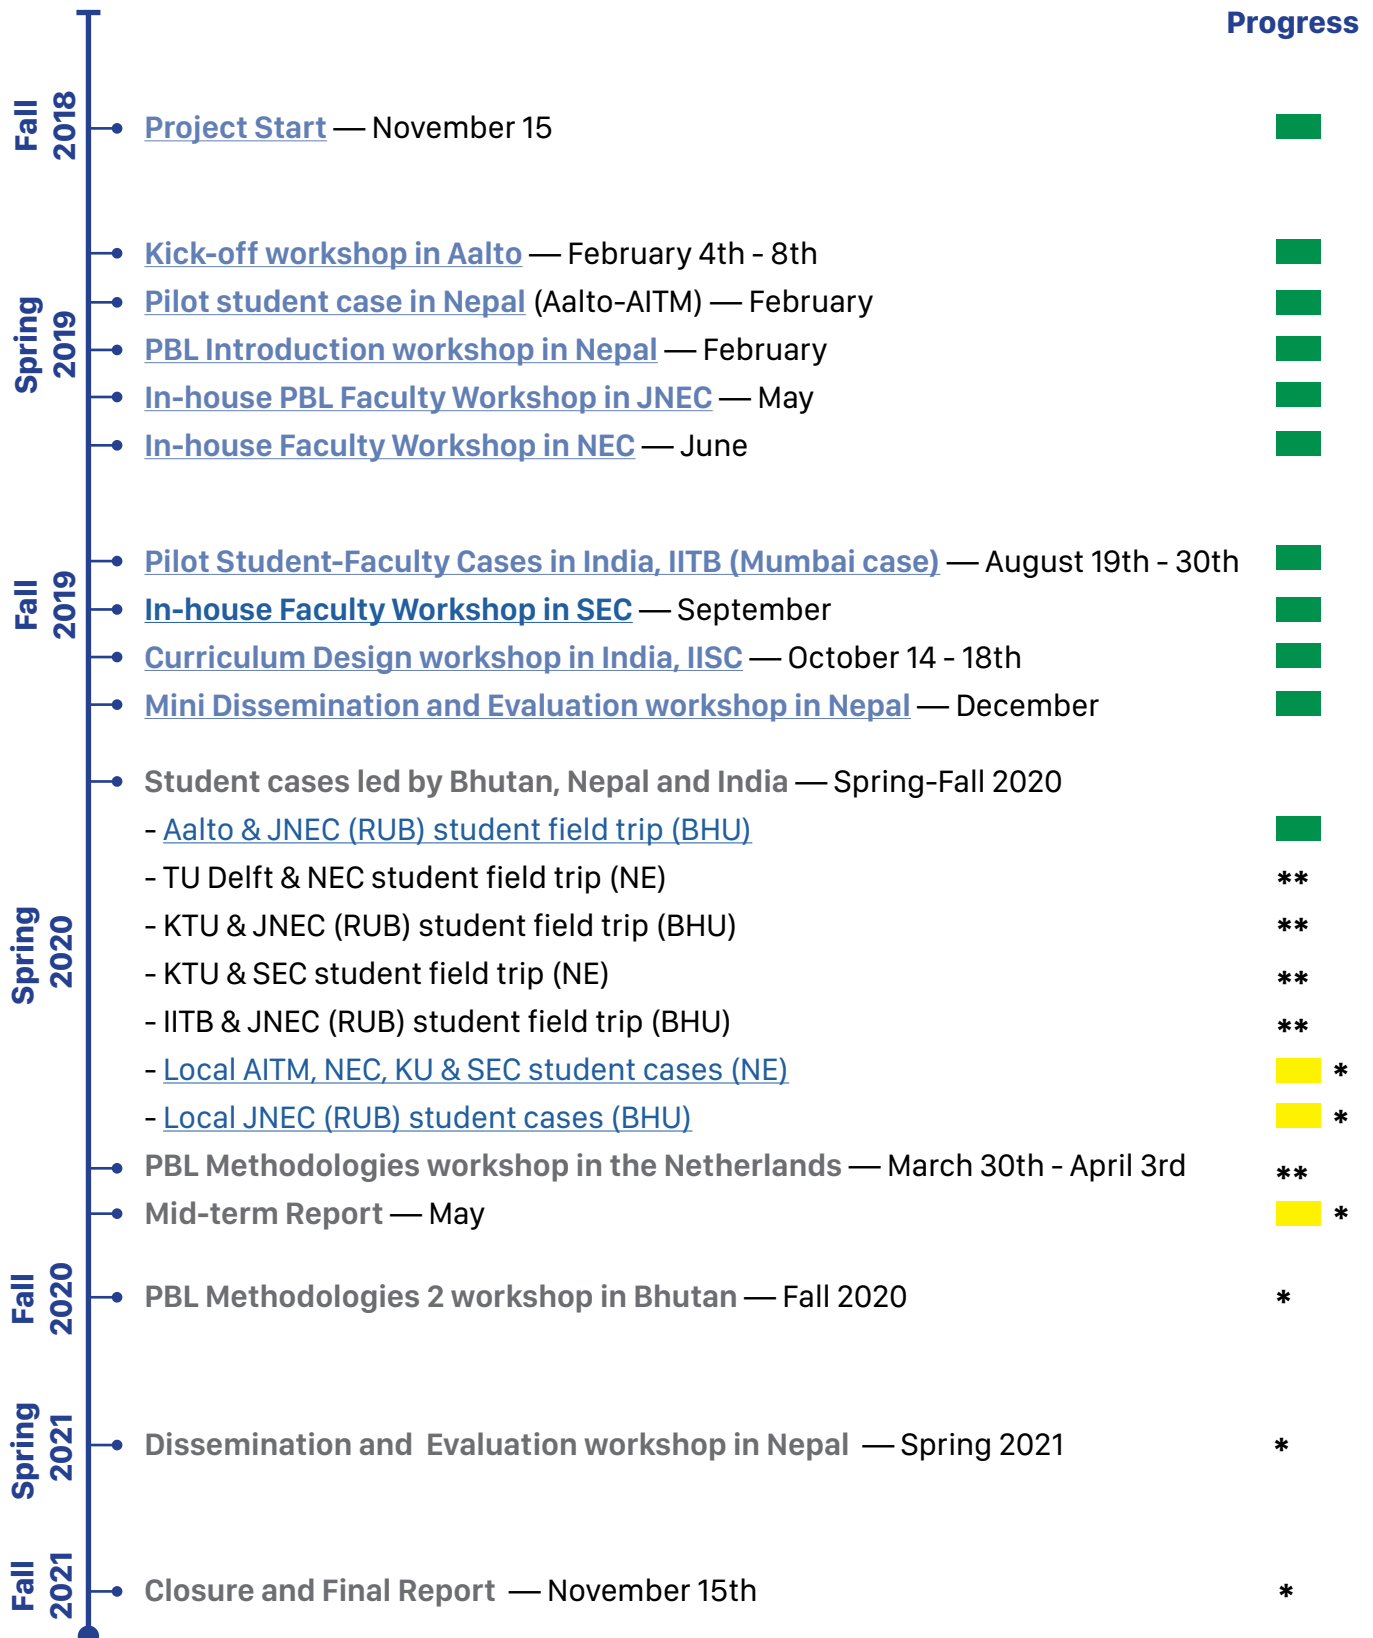 Progress
Fall
2018
Project Start — November 15
Spring
2019
Kick-off workshop in Aalto — February 4th - 8th
Pilot student case in Nepal (Aalto-AITM) — February
PBL Introduction workshop in Nepal — February
In-house PBL Faculty Workshop in JNEC — May
In-house Faculty Workshop in NEC — June
Fall
2019
Pilot Student-Faculty Cases in India, IITB (Mumbai case) — August 19th - 30th
In-house Faculty Workshop in SEC — September
Curriculum Design workshop in India, IISC — October 14 - 18th
Mini Dissemination and Evaluation workshop in Nepal — December
Spring
2020
Student cases led by Bhutan, Nepal and India — Spring-Fall 2020
- Aalto & JNEC (RUB) student field trip (BHU)
- TU Delft & NEC student field trip (NE) **
- KTU & JNEC (RUB) student field trip (BHU) **
- KTU & SEC student field trip (NE) **
- IITB & JNEC (RUB) student field trip (BHU) **
- Local AITM, NEC, KU & SEC student cases (NE) *
- Local JNEC (RUB) student cases (BHU) *
PBL Methodologies workshop in the Netherlands — March 30th - April 3rd **
Mid-term Report — May *
Fall
2020
PBL Methodologies 2 workshop in Bhutan — Fall 2020 *
Spring
2021
Dissemination and Evaluation workshop in Nepal — Spring 2021 *
Fall
2021
Closure and Final Report — November 15th *